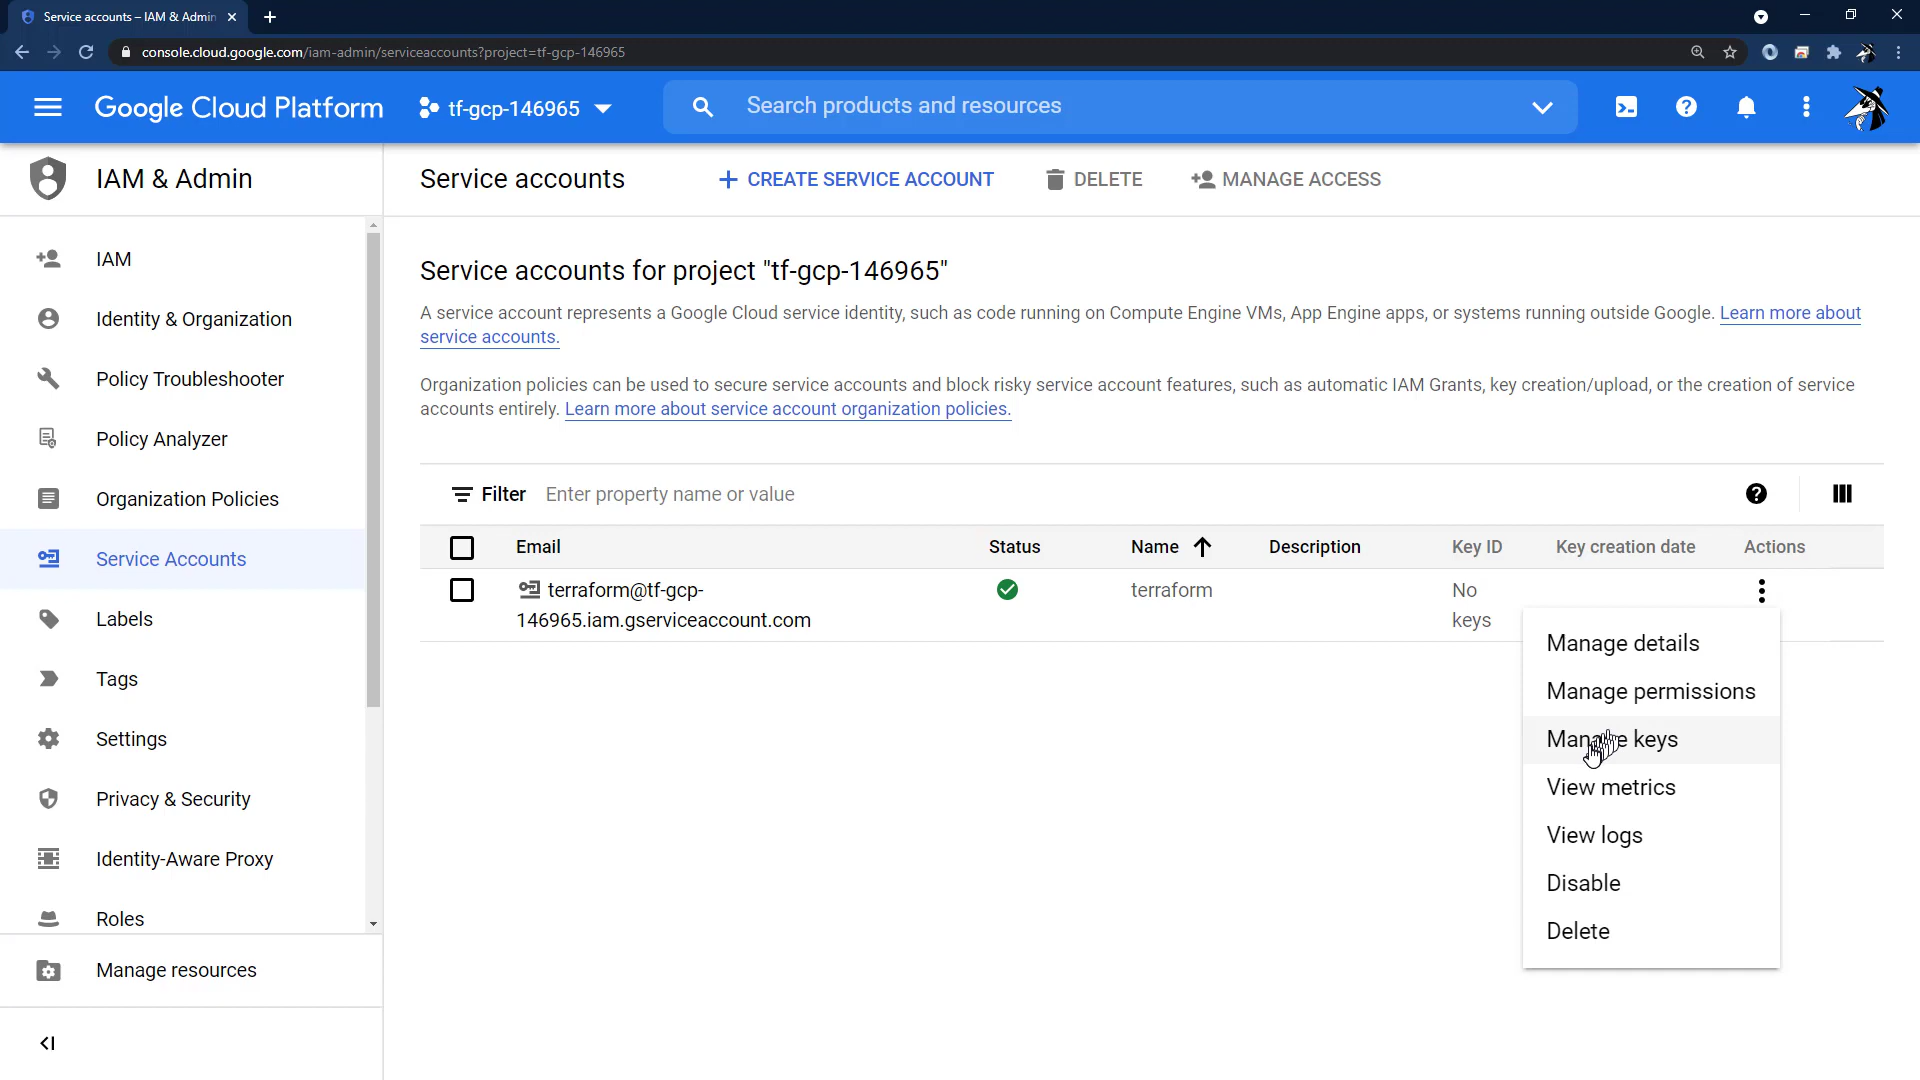 Service accounts – IAM & Admin
console.cloud.google.com/iam-admin/serviceaccounts?project=tf-gcp-146965
Google Cloud Platform
tf-gcp-146965
Search products and resources
IAM & Admin
Service accounts
CREATE SERVICE ACCOUNT
DELETE
MANAGE ACCESS
IAM
Identity & Organization
Policy Troubleshooter
Policy Analyzer
Organization Policies
Service Accounts
Labels
Tags
Settings
Privacy & Security
Identity-Aware Proxy
Roles
Manage resources
Service accounts for project "tf-gcp-146965"
A service account represents a Google Cloud service identity, such as code running on Compute Engine VMs, App Engine apps, or systems running outside Google. Learn more about
service accounts.
Organization policies can be used to secure service accounts and block risky service account features, such as automatic IAM Grants, key creation/upload, or the creation of service
accounts entirely. Learn more about service account organization policies.
Filter Enter property name or value
Email Status Name Description Key ID Key creation date Actions
terraform@tf-gcp- terraform No
146965.iam.gserviceaccount.com keys
Manage details
Manage permissions
Manage keys
View metrics
View logs
Disable
Delete